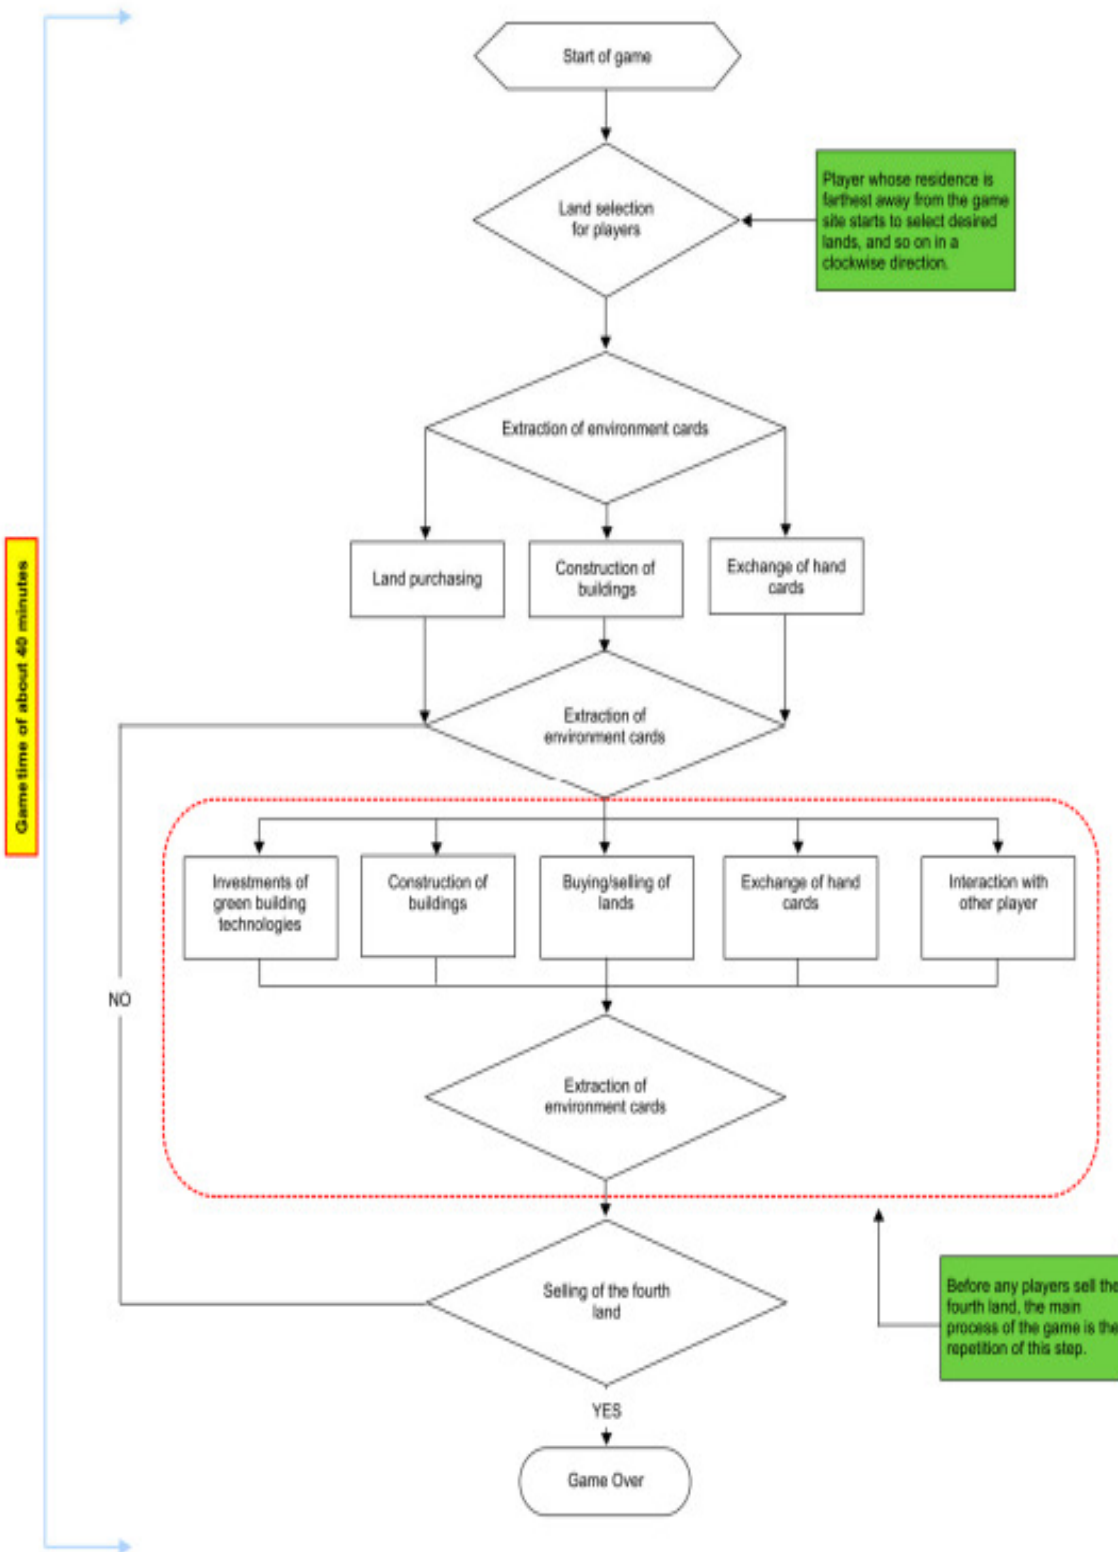 Start of game
Land selection
for players
Player whose residence is
farthest away from the game
site starts to select desired
lands, and so on in a
clockwise direction.
Extraction of environment cards
Land purchasing
Construction of
buildings
Exchange of hand
cards
Game time of about 40 minutes
Extraction of
environment cards
Investments of
green building
technologies
Construction of
buildings
Buying/selling of
lands
Exchange of hand
cards
Interaction with
other player
NO
Extraction of
environment cards
Selling of the fourth
land
Before any players sell the
fourth land, the main
process of the game is the
repetition of this step.
YES
Game Over